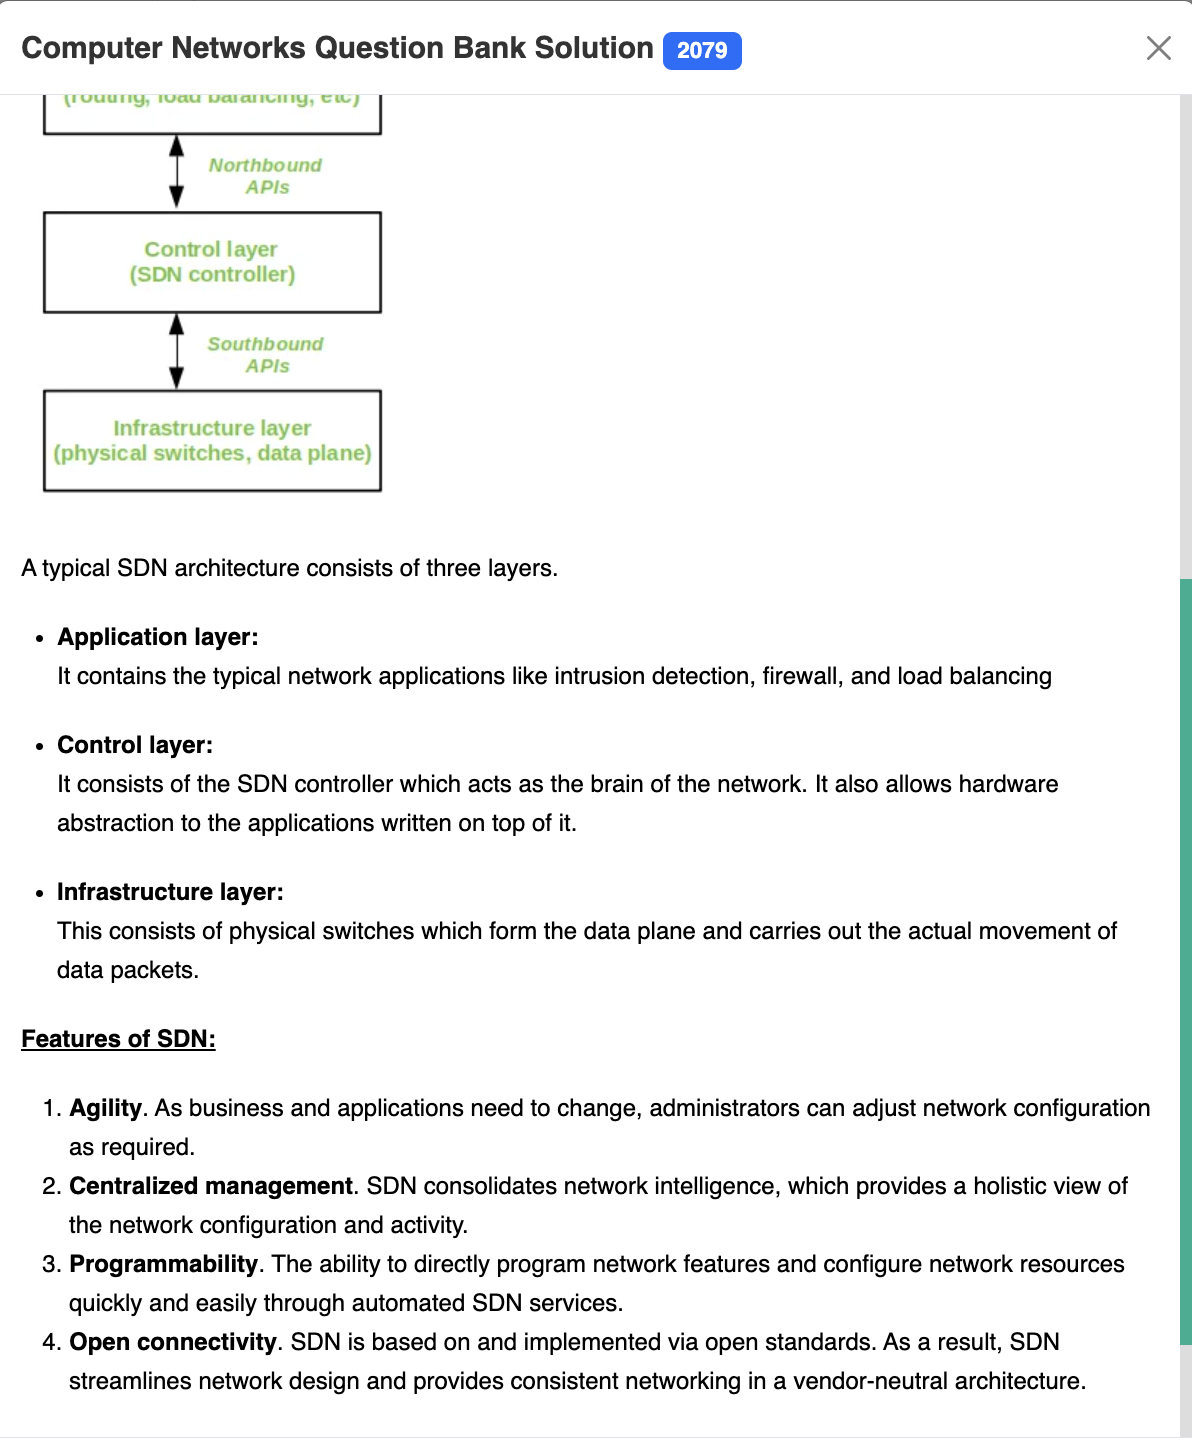 Computer Networks Question Bank Solution 2079
(routing, load balancing, etc)
Northbound
APIs
Control layer
(SDN controller)
Southbound
APIs
Infrastructure layer
(physical switches, data plane)
A typical SDN architecture consists of three layers.
• Application layer:
It contains the typical network applications like intrusion detection, firewall, and load balancing
• Control layer:
It consists of the SDN controller which acts as the brain of the network. It also allows hardware
abstraction to the applications written on top of it.
• Infrastructure layer:
This consists of physical switches which form the data plane and carries out the actual movement of
data packets.
Features of SDN:
1. Agility. As business and applications need to change, administrators can adjust network configuration
as required.
2. Centralized management. SDN consolidates network intelligence, which provides a holistic view of
the network configuration and activity.
3. Programmability. The ability to directly program network features and configure network resources
quickly and easily through automated SDN services.
4. Open connectivity. SDN is based on and implemented via open standards. As a result, SDN
streamlines network design and provides consistent networking in a vendor-neutral architecture.